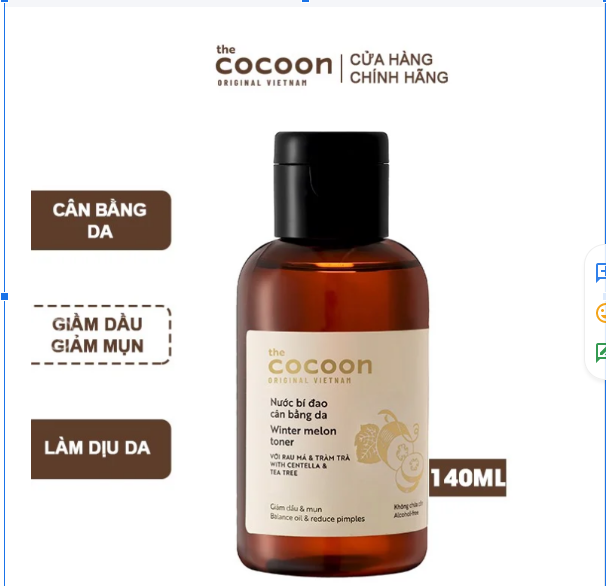 the
cocoon
ORIGINAL VIETNAM
CỬA HÀNG
CHÍNH HÃNG
CÂN BẰNG
DA
GIẢM DẦU
GIẢM MỤN
LÀM DỊU DA
the
cocoon
ORIGINAL VIETNAM
Nước bí đao
cân bằng da
Winter melon
toner
VỚI RAU MÁ & TRÀM TRÀ
WITH CENTELLA &
TEA TREE
Giảm dầu & mụn
Balance oil & reduce pimples
Không chứa
Alcohol-free
140ML